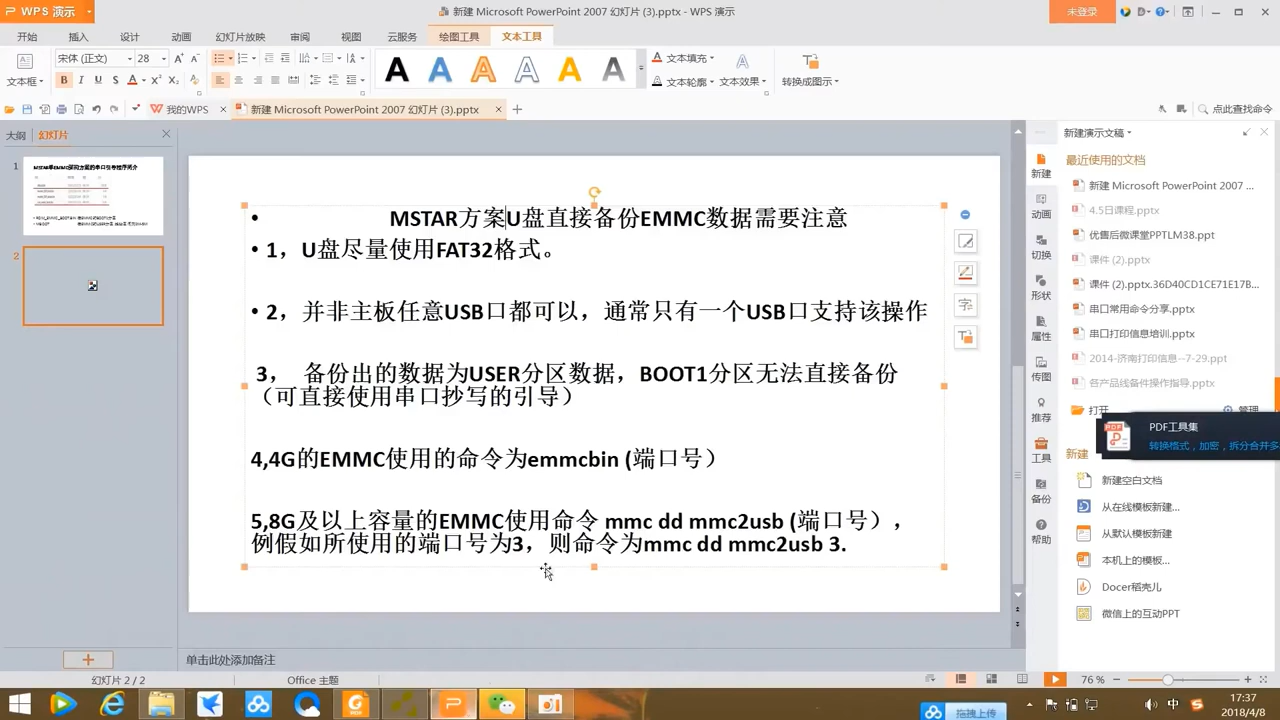 WPS 演示
新建 Microsoft PowerPoint 2007 幻灯片 (3).pptx - WPS 演示
未登录
开始 插入 设计 动画 幻灯片放映 审阅 视图 云服务 绘图工具 文本工具
文本框
宋体 (正文) 28
B I U S A X² X₂
A A A A A A
文本填充
文本轮廓
文本效果
转换成图示
我的WPS
新建 Microsoft PowerPoint 2007 幻灯片 (3).pptx
点此查找命令
大纲 幻灯片
1
2
• MSTAR方案U盘直接备份EMMC数据需要注意
• 1，U盘尽量使用FAT32格式。
• 2，并非主板任意USB口都可以，通常只有一个USB口支持该操作
3， 备份出的数据为USER分区数据，BOOT1分区无法直接备份
（可直接使用串口抄写的引导）
4,4G的EMMC使用的命令为emmcbin (端口号）
5,8G及以上容量的EMMC使用命令 mmc dd mmc2usb (端口号），
例假如所使用的端口号为3，则命令为mmc dd mmc2usb 3.
新建
动画
切换
形状
属性
传图
推荐
工具
备份
帮助
新建演示文稿
最近使用的文档
新建 Microsoft PowerPoint 2007 ...
4.5日课程.pptx
优售后微课堂PPTLM38.ppt
课件 (2).pptx
课件 (2).pptx.36D40CD1CE71E17B...
串口常用命令分享.pptx
串口打印信息培训.pptx
2014-济南打印信息--7-29.ppt
各产品线备件操作指导.pptx
打开 管理
PDF工具集
转换格式，加密，拆分合并多
新建
新建空白文档
从在线模板新建...
从默认模板新建
本机上的模板...
Docer稻壳儿
微信上的互动PPT
单击此处添加备注
幻灯片 2 / 2
Office 主题
76 %
拖拽上传
中
17:37
2018/4/8